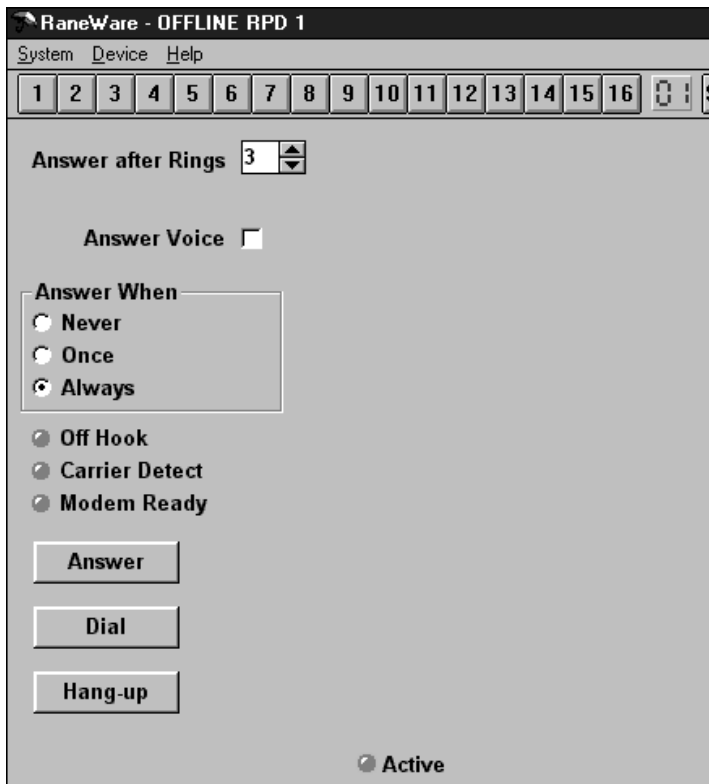 RaneWare - OFFLINE RPD 1
System Device Help
1 2 3 4 5 6 7 8 9 10 11 12 13 14 15 16 01
Answer after Rings 3
Answer Voice
Answer When
Never
Once
Always
Off Hook
Carrier Detect
Modem Ready
Answer
Dial
Hang-up
Active